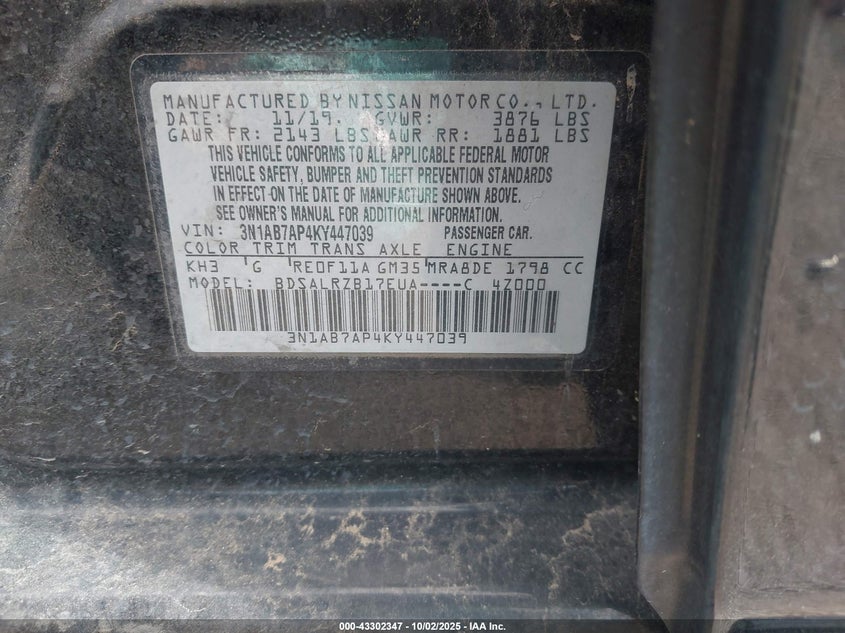 MANUFACTURED BY NISSAN MOTOR CO., LTD.
DATE: 11/19. GVWR: 3876 LBS
GAWR FR: 2143 LBS GAWR RR: 1881 LBS
THIS VEHICLE CONFORMS TO ALL APPLICABLE FEDERAL MOTOR
VEHICLE SAFETY, BUMPER AND THEFT PREVENTION STANDARDS
IN EFFECT ON THE DATE OF MANUFACTURE SHOWN ABOVE.
SEE OWNER'S MANUAL FOR ADDITIONAL INFORMATION.
VIN: 3N1AB7AP4KY447039 PASSENGER CAR.
COLOR TRIM TRANS AXLE ENGINE
KH3 G RE0F11A GM35 MRA8DE 1798 CC
MODEL: BDSALRZB17EUA----C 4Z000
3N1AB7AP4KY447039
000-43302347 - 10/02/2025 - IAA Inc.